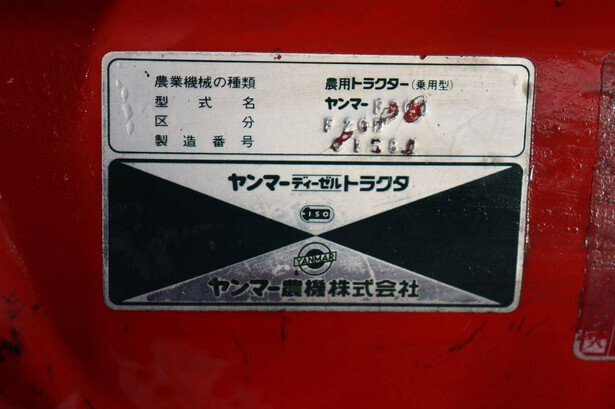 農業機械の種類 農用トラクター(乗用型)
型式名 ヤンマー
区分
製造番号
ヤンマーディーゼルトラクタ
ISO
YANMAR
ヤンマー農機株式会社